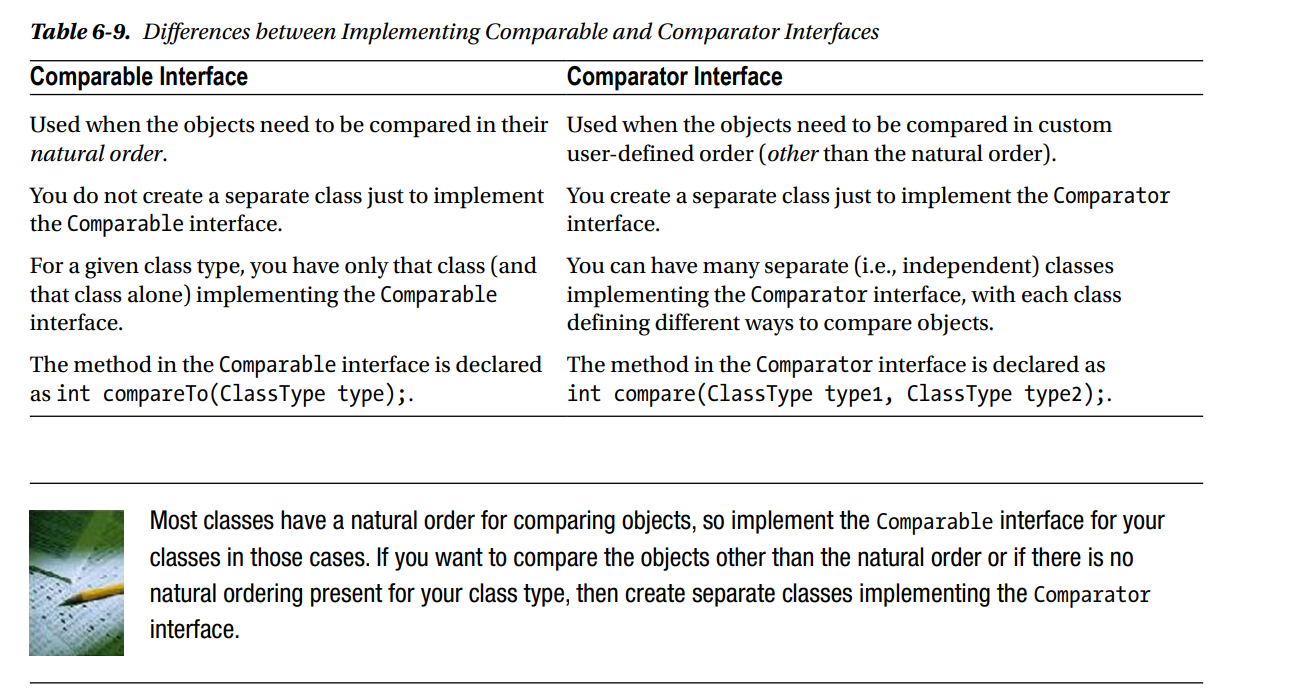 Table 6-9. Differences between Implementing Comparable and Comparator Interfaces
Comparable Interface
Comparator Interface
Used when the objects need to be compared in their
natural order.
Used when the objects need to be compared in custom
user-defined order (other than the natural order).
You do not create a separate class just to implement
the Comparable interface.
You create a separate class just to implement the Comparator
interface.
For a given class type, you have only that class (and
that class alone) implementing the Comparable
interface.
You can have many separate (i.e., independent) classes
implementing the Comparator interface, with each class
defining different ways to compare objects.
The method in the Comparable interface is declared
as int compareTo(ClassType type);.
The method in the Comparator interface is declared as
int compare(ClassType type1, ClassType type2);.
Most classes have a natural order for comparing objects, so implement the Comparable interface for your
classes in those cases. If you want to compare the objects other than the natural order or if there is no
natural ordering present for your class type, then create separate classes implementing the Comparator
interface.